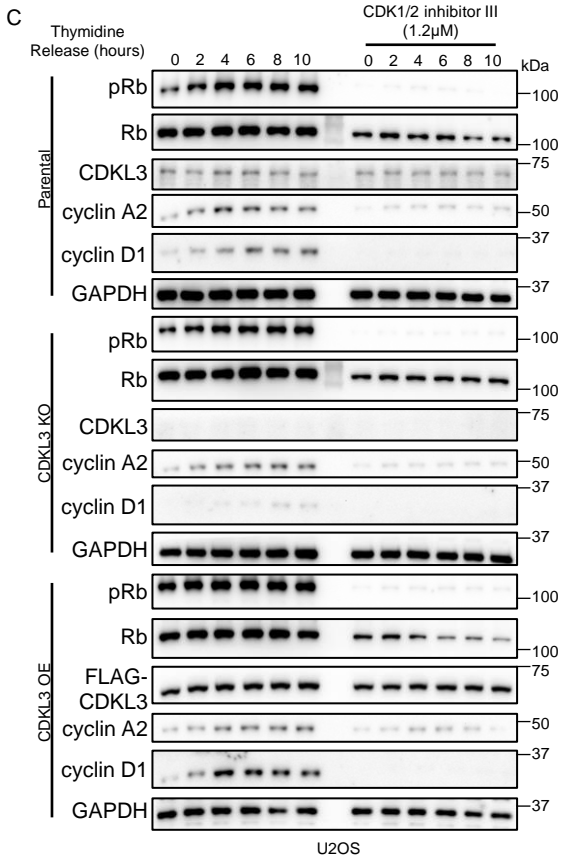 C
Thymidine
Release (hours)
CDK1/2 inhibitor III
(1.2μM)
0 2 4 6 8 10 0 2 4 6 8 10
kDa
Parental
pRb 100
Rb 100
CDKL3 75
cyclin A2 50
cyclin D1 37
GAPDH 37
CDKL3 KO
pRb 100
Rb 100
CDKL3 75
cyclin A2 50
cyclin D1 37
GAPDH 37
CDKL3 OE
pRb 100
Rb 100
FLAG-
CDKL3 75
cyclin A2 50
cyclin D1 37
GAPDH 37
U2OS